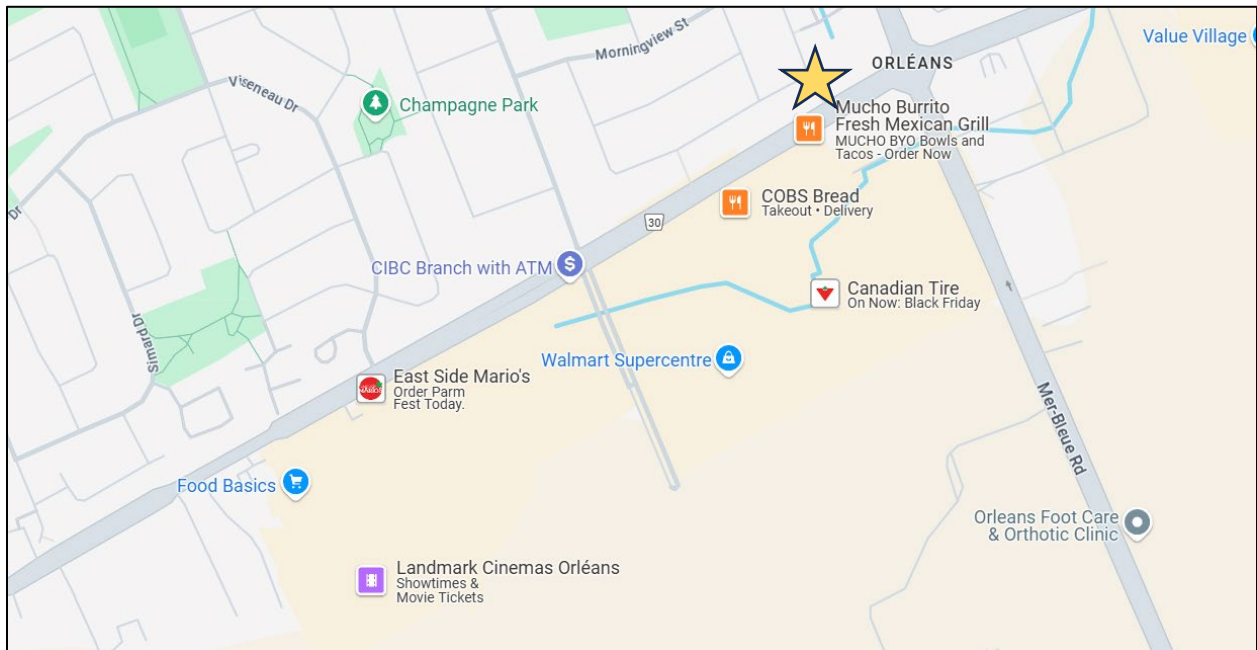 Value Village
Morningview St
ORLÉANS
Viseneau Dr
Champagne Park
Mucho Burrito
Fresh Mexican Grill
MUCHO BYO Bowls and
Tacos - Order Now
COBS Bread
Takeout • Delivery
Dr
30
CIBC Branch with ATM
$
Canadian Tire
On Now: Black Friday
Simard Dr
Walmart Supercentre
East Side Mario's
Order Parm
Fest Today.
Mer-Bleue Rd
Food Basics
Orleans Foot Care
& Orthotic Clinic
Landmark Cinemas Orléans
Showtimes &
Movie Tickets